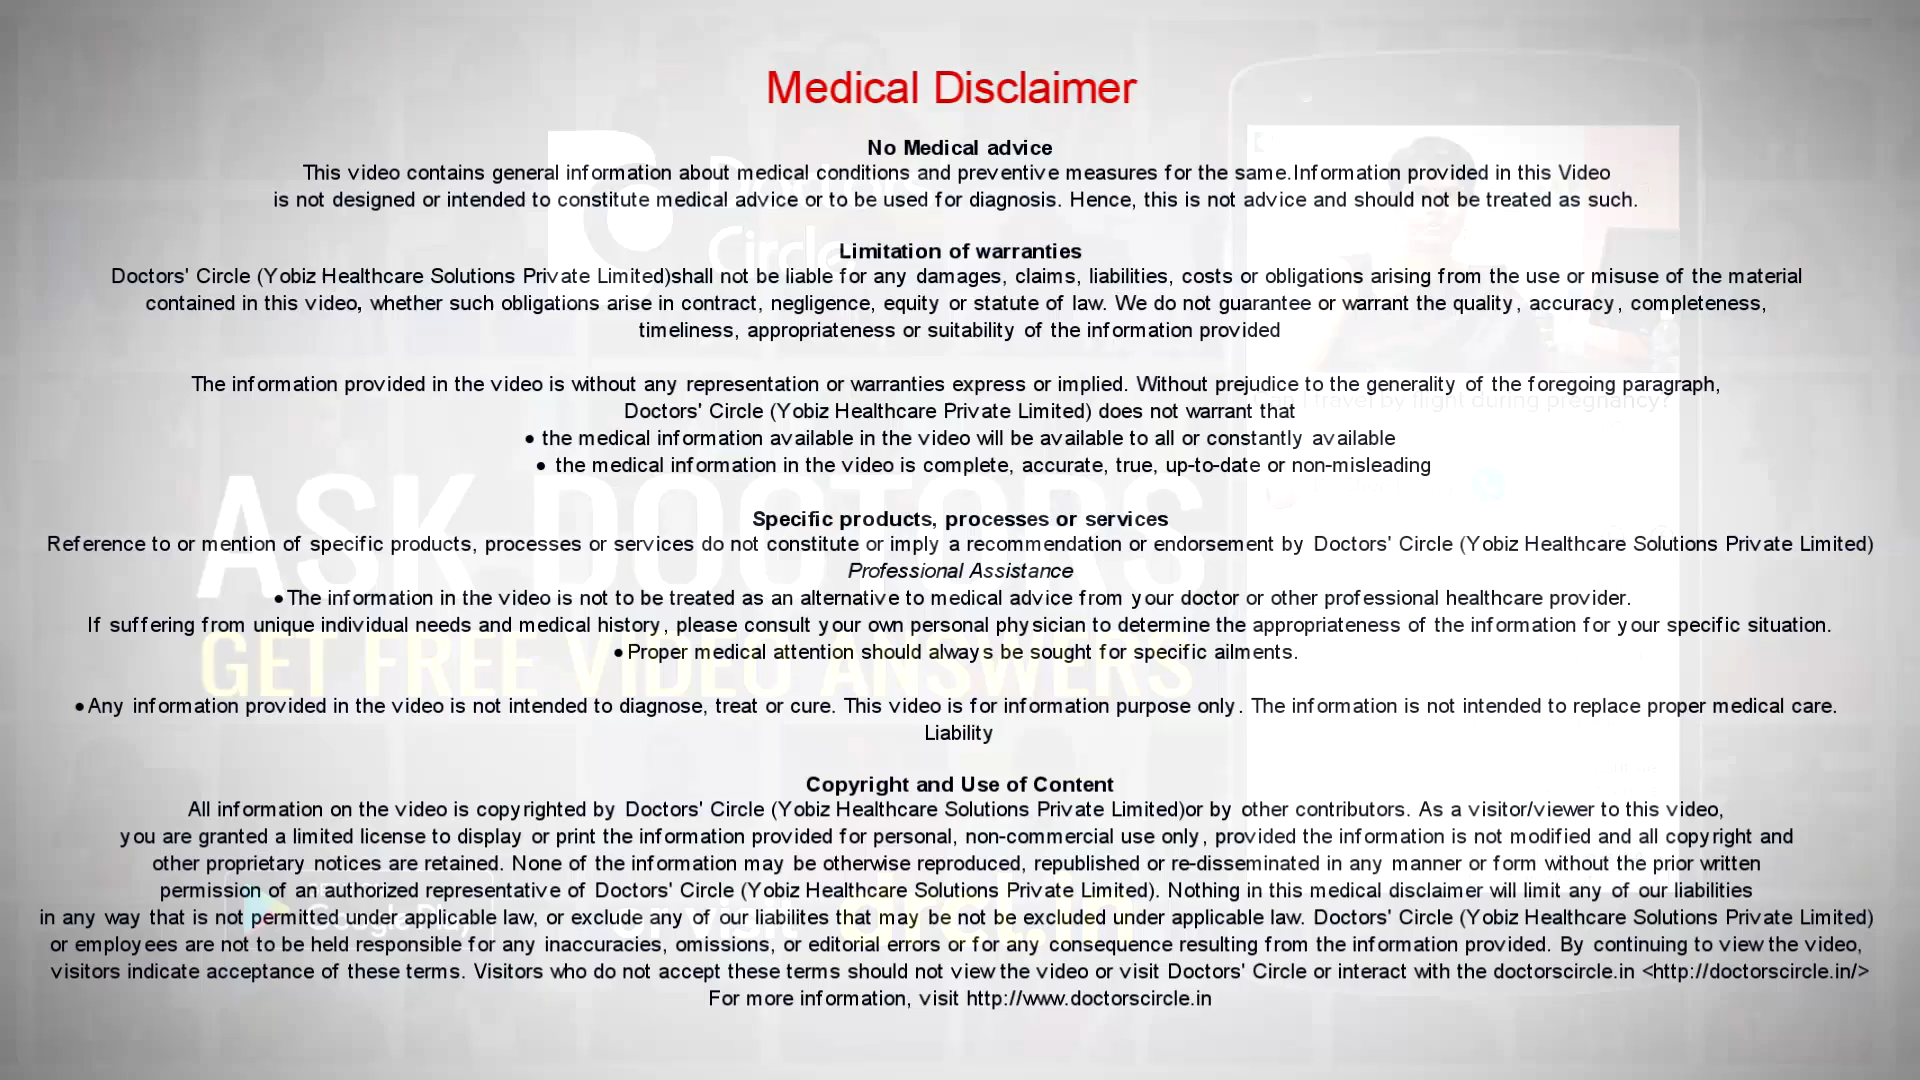 Medical Disclaimer
No Medical advice
This video contains general information about medical conditions and preventive measures for the same.Information provided in this Video
is not designed or intended to constitute medical advice or to be used for diagnosis. Hence, this is not advice and should not be treated as such.
Limitation of warranties
Doctors' Circle (Yobiz Healthcare Solutions Private Limited)shall not be liable for any damages, claims, liabilities, costs or obligations arising from the use or misuse of the material
contained in this video, whether such obligations arise in contract, negligence, equity or statute of law. We do not guarantee or warrant the quality, accuracy, completeness,
timeliness, appropriateness or suitability of the information provided
The information provided in the video is without any representation or warranties express or implied. Without prejudice to the generality of the foregoing paragraph,
Doctors' Circle (Yobiz Healthcare Private Limited) does not warrant that
• the medical information available in the video will be available to all or constantly available
• the medical information in the video is complete, accurate, true, up-to-date or non-misleading
Specific products, processes or services
Reference to or mention of specific products, processes or services do not constitute or imply a recommendation or endorsement by Doctors' Circle (Yobiz Healthcare Solutions Private Limited)
Professional Assistance
•The information in the video is not to be treated as an alternative to medical advice from your doctor or other professional healthcare provider.
If suffering from unique individual needs and medical history, please consult your own personal physician to determine the appropriateness of the information for your specific situation.
•Proper medical attention should always be sought for specific ailments.
•Any information provided in the video is not intended to diagnose, treat or cure. This video is for information purpose only. The information is not intended to replace proper medical care.
Liability
Copyright and Use of Content
All information on the video is copyrighted by Doctors' Circle (Yobiz Healthcare Solutions Private Limited)or by other contributors. As a visitor/viewer to this video,
you are granted a limited license to display or print the information provided for personal, non-commercial use only, provided the information is not modified and all copyright and
other proprietary notices are retained. None of the information may be otherwise reproduced, republished or re-disseminated in any manner or form without the prior written
permission of an authorized representative of Doctors' Circle (Yobiz Healthcare Solutions Private Limited). Nothing in this medical disclaimer will limit any of our liabilities
in any way that is not permitted under applicable law, or exclude any of our liabilites that may be not be excluded under applicable law. Doctors' Circle (Yobiz Healthcare Solutions Private Limited)
or employees are not to be held responsible for any inaccuracies, omissions, or editorial errors or for any consequence resulting from the information provided. By continuing to view the video,
visitors indicate acceptance of these terms. Visitors who do not accept these terms should not view the video or visit Doctors' Circle or interact with the doctorscircle.in <http://doctorscircle.in/>
For more information, visit http://www.doctorscircle.in
Doctors'
Circle
Can I travel by flight during pregnancy?
ASK DOCTORS
GET FREE VIDEO ANSWERS
Google Play
or visit drcl.in